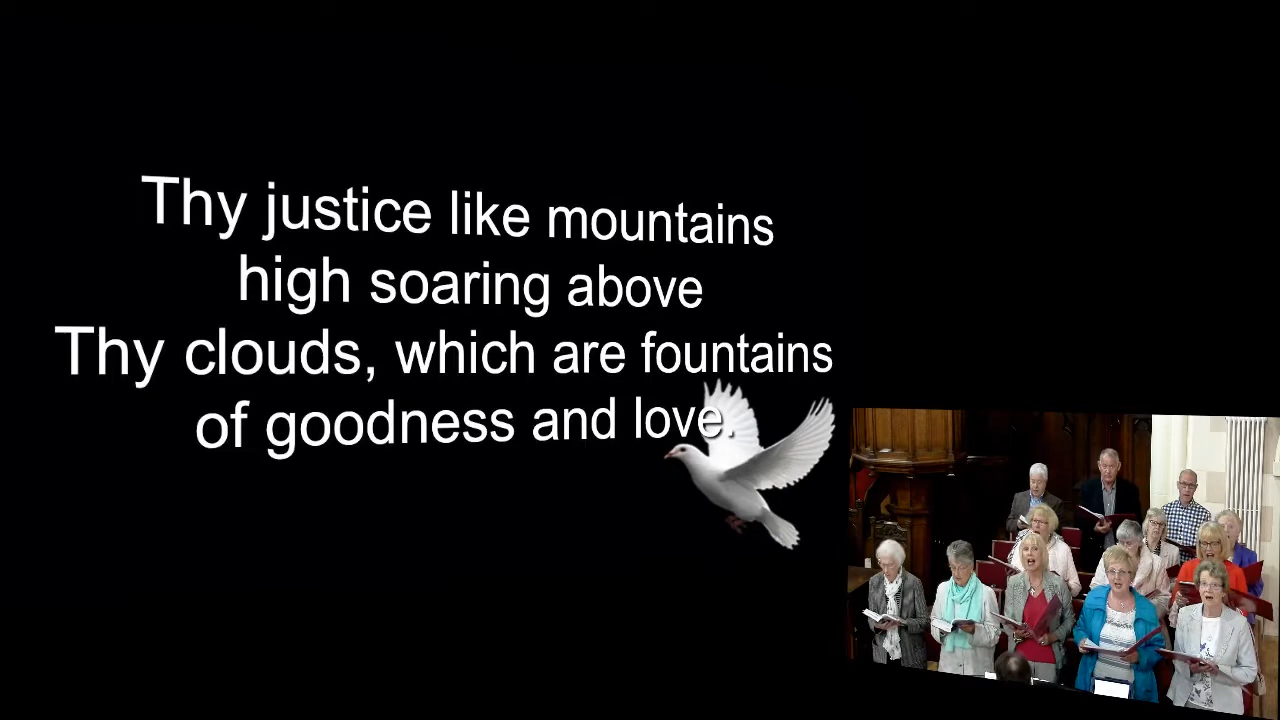 Thy justice like mountains
high soaring above
Thy clouds, which are fountains
of goodness and love.